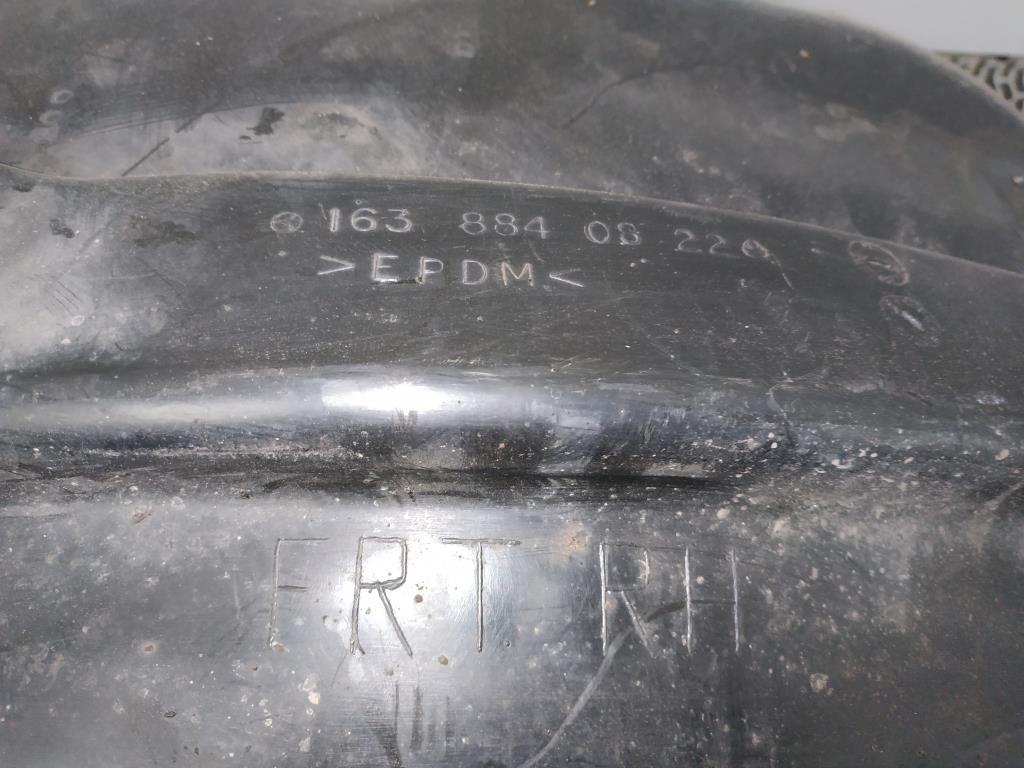 163 884 08 22
>EPDM<
FRT RH